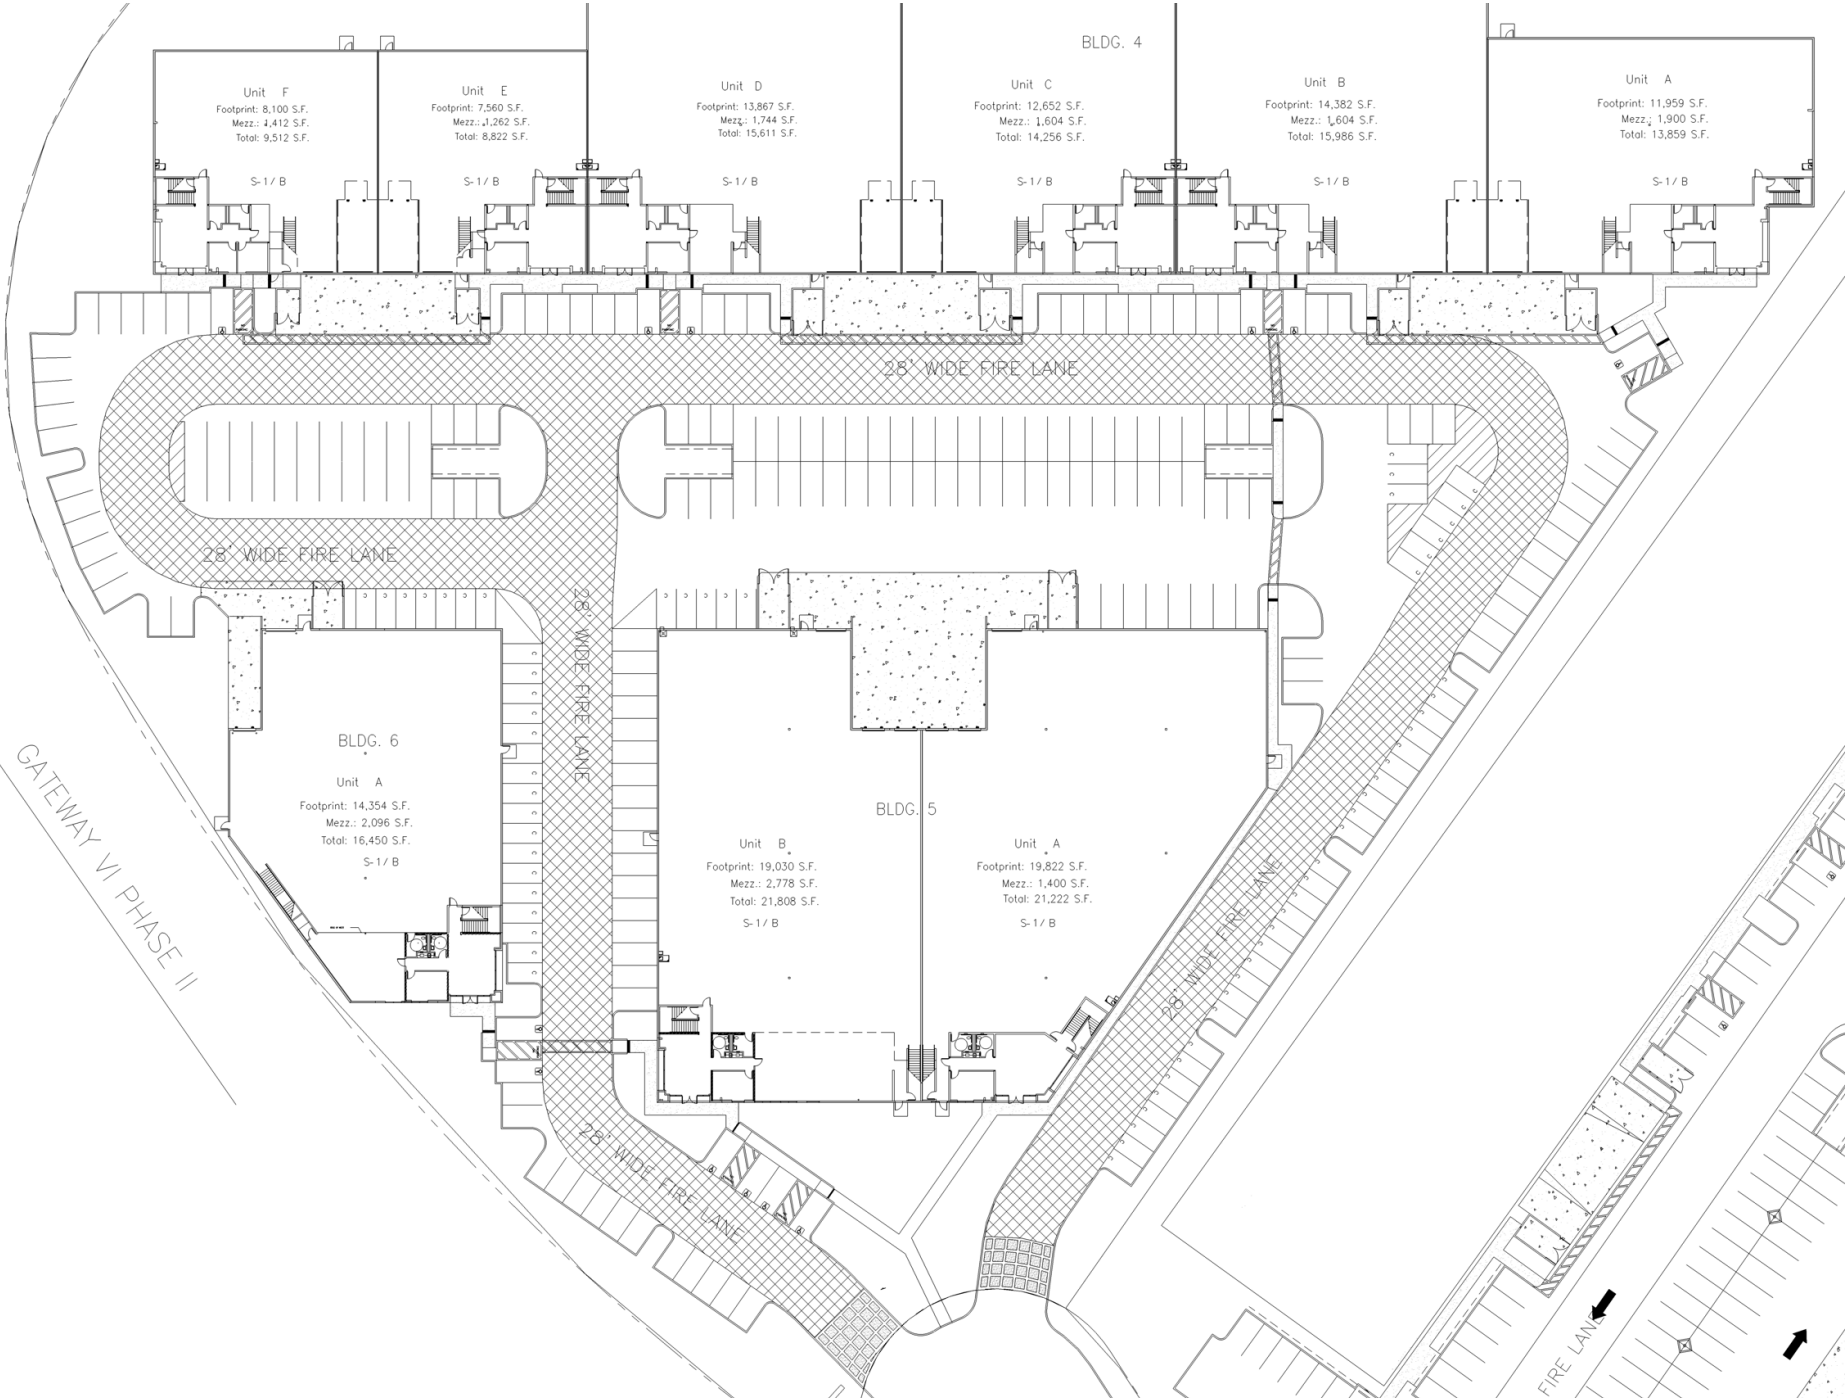 BLDG. 4
Unit F
Footprint: 8,100 S.F.
Mezz.: 1,412 S.F.
Total: 9,512 S.F.
S-1/B
Unit E
Footprint: 7,560 S.F.
Mezz.: 1,262 S.F.
Total: 8,822 S.F.
S-1/B
Unit D
Footprint: 13,867 S.F.
Mezz.: 1,744 S.F.
Total: 15,611 S.F.
S-1/B
Unit C
Footprint: 12,652 S.F.
Mezz.: 1,604 S.F.
Total: 14,256 S.F.
S-1/B
Unit B
Footprint: 14,382 S.F.
Mezz.: 1,604 S.F.
Total: 15,986 S.F.
S-1/B
Unit A
Footprint: 11,959 S.F.
Mezz.: 1,900 S.F.
Total: 13,859 S.F.
S-1/B
28' WIDE FIRE LANE
28' WIDE FIRE LANE
28' WIDE FIRE LANE
BLDG. 6
Unit A
Footprint: 14,354 S.F.
Mezz.: 2,096 S.F.
Total: 16,450 S.F.
S-1/B
BLDG. 5
Unit B
Footprint: 19,030 S.F.
Mezz.: 2,778 S.F.
Total: 21,808 S.F.
S-1/B
Unit A
Footprint: 19,822 S.F.
Mezz.: 1,400 S.F.
Total: 21,222 S.F.
S-1/B
28' WIDE FIRE LANE
GATEWAY VI PHASE II
28' WIDE FIRE LANE
FIRE LANE